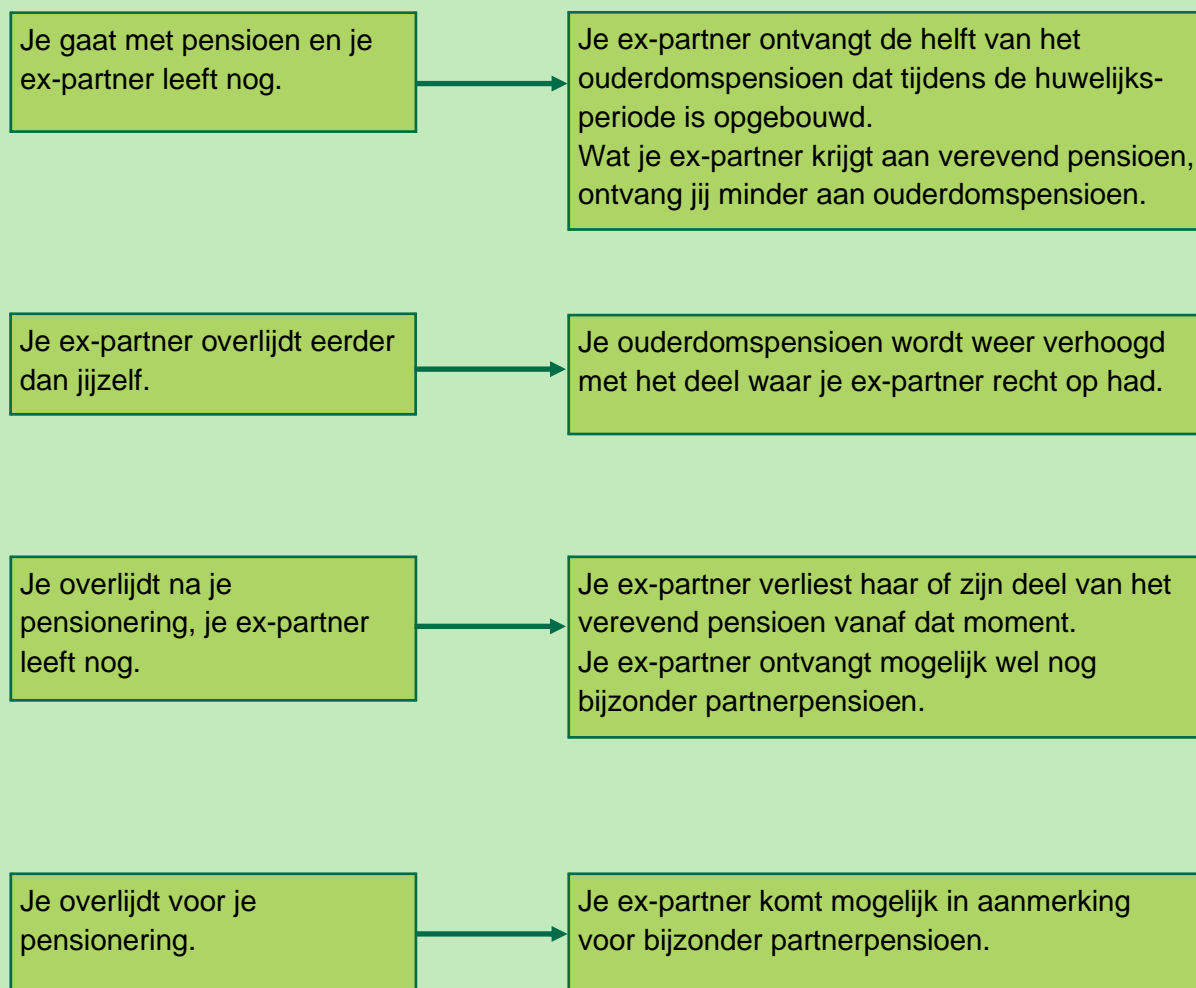 Je gaat met pensioen en je
ex-partner leeft nog.
Je ex-partner ontvangt de helft van het
ouderdomspensioen dat tijdens de huwelijks-
periode is opgebouwd.
Wat je ex-partner krijgt aan verevend pensioen,
ontvang jij minder aan ouderdomspensioen.
Je ex-partner overlijdt eerder
dan jijzelf.
Je ouderdomspensioen wordt weer verhoogd
met het deel waar je ex-partner recht op had.
Je overlijdt na je
pensionering, je ex-partner
leeft nog.
Je ex-partner verliest haar of zijn deel van het
verevend pensioen vanaf dat moment.
Je ex-partner ontvangt mogelijk wel nog
bijzonder partnerpensioen.
Je overlijdt voor je
pensionering.
Je ex-partner komt mogelijk in aanmerking
voor bijzonder partnerpensioen.